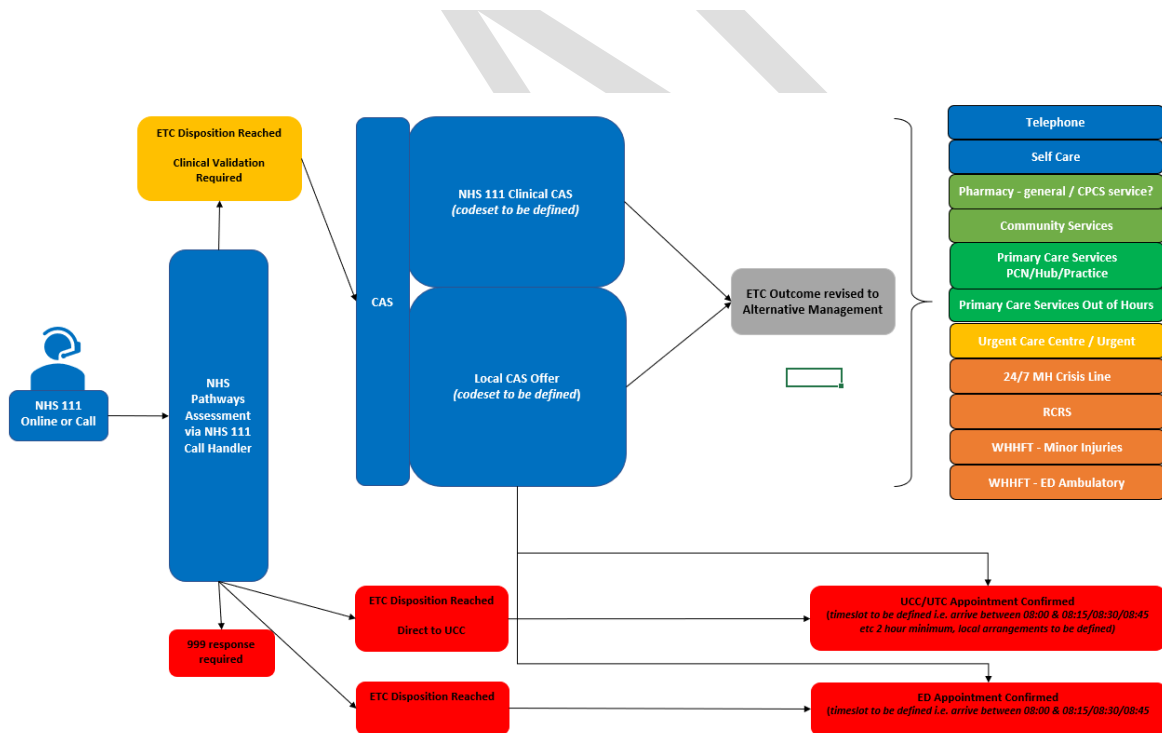 ETC Disposition Reached
Clinical Validation
Required
NHS 111
Online or Call
NHS
Pathways
Assessment
via NHS 111
Call Handler
999 response
required
CAS
NHS 111 Clinical CAS
(codeset to be defined)
Local CAS Offer
(codeset to be defined)
ETC Outcome revised to
Alternative Management
Telephone
Self Care
Pharmacy - general / CPCS service?
Community Services
Primary Care Services
PCN/Hub/Practice
Primary Care Services Out of Hours
Urgent Care Centre / Urgent
24/7 MH Crisis Line
RCRS
WHHFT - Minor Injuries
WHHFT - ED Ambulatory
ETC Disposition Reached
Direct to UCC
UCC/UTC Appointment Confirmed
(timeslot to be defined i.e. arrive between 08:00 & 08:15/08:30/08:45
etc 2 hour minimum, local arrangements to be defined)
ETC Disposition Reached
ED Appointment Confirmed
(timeslot to be defined i.e. arrive between 08:00 & 08:15/08:30/08:45